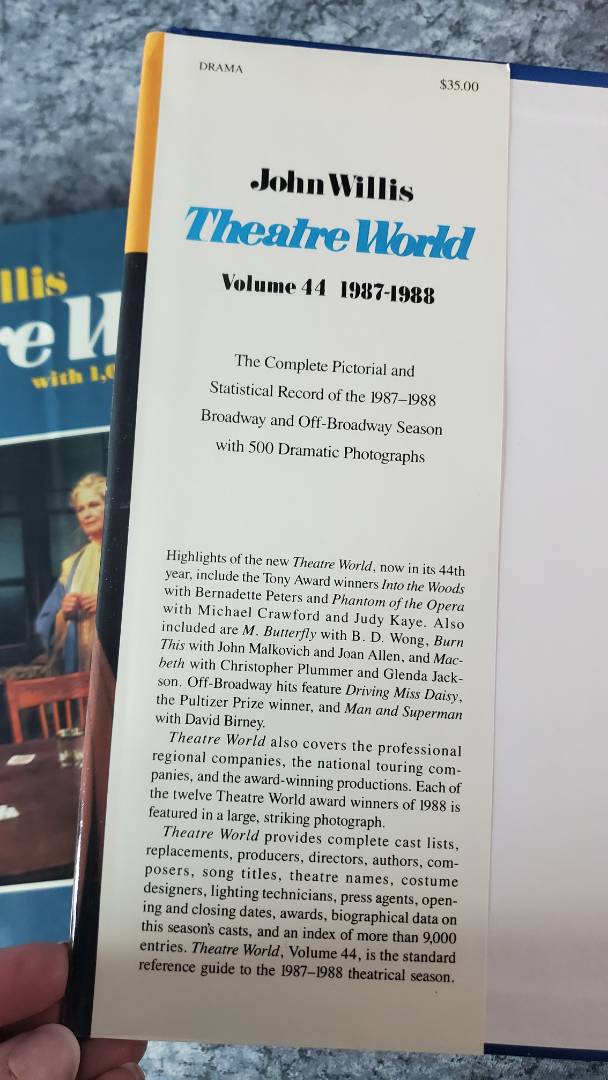 DRAMA
$35.00
John Willis
Theatre World
Volume 44 1987-1988
The Complete Pictorial and
Statistical Record of the 1987–1988
Broadway and Off-Broadway Season
with 500 Dramatic Photographs
Highlights of the new Theatre World, now in its 44th
year, include the Tony Award winners Into the Woods
with Bernadette Peters and Phantom of the Opera
with Michael Crawford and Judy Kaye. Also
included are M. Butterfly with B. D. Wong, Burn
This with John Malkovich and Joan Allen, and Mac-
beth with Christopher Plummer and Glenda Jack-
son. Off-Broadway hits feature Driving Miss Daisy,
the Pultizer Prize winner, and Man and Superman
with David Birney.
Theatre World also covers the professional
regional companies, the national touring com-
panies, and the award-winning productions. Each of
the twelve Theatre World award winners of 1988 is
featured in a large, striking photograph.
Theatre World provides complete cast lists,
replacements, producers, directors, authors, com-
posers, song titles, theatre names, costume
designers, lighting technicians, press agents, open-
ing and closing dates, awards, biographical data on
this season's casts, and an index of more than 9,000
entries. Theatre World, Volume 44, is the standard
reference guide to the 1987–1988 theatrical season.
llis
re W
with 1,0